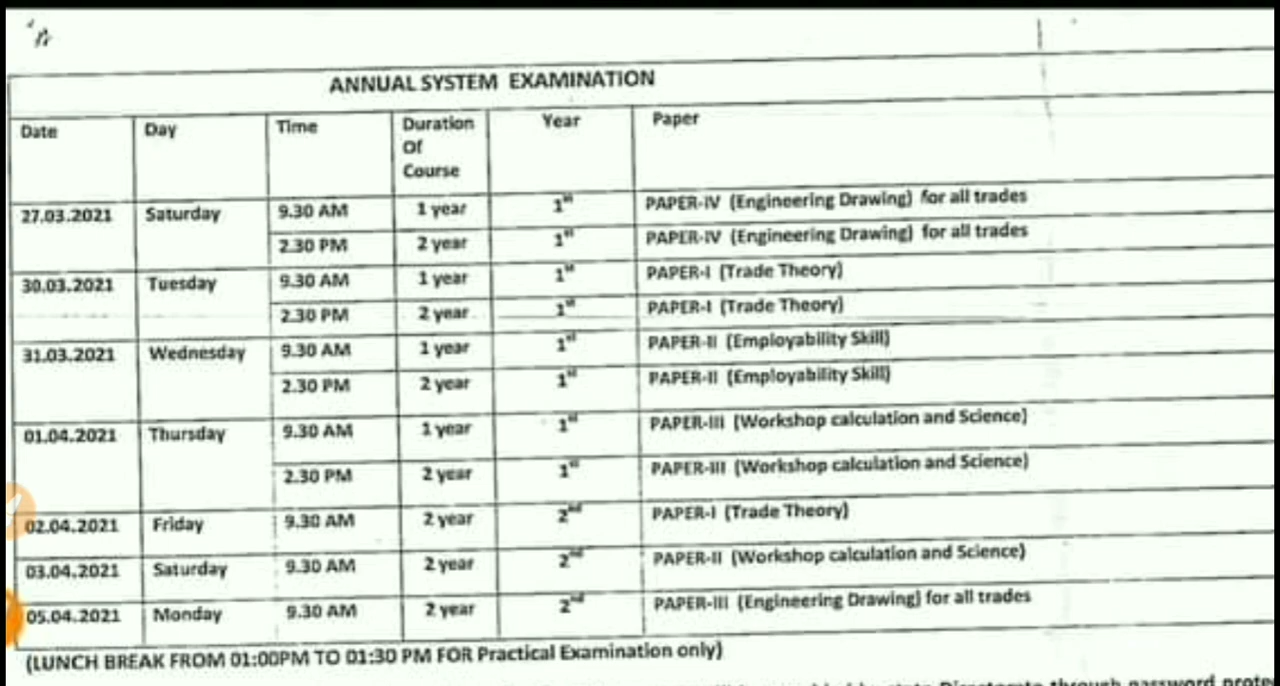 ANNUAL SYSTEM EXAMINATION
Date Day Time Duration Of Course Year Paper
27.03.2021 Saturday 9.30 AM 1 year 1st PAPER-IV (Engineering Drawing) for all trades
2.30 PM 2 year 1st PAPER-IV (Engineering Drawing) for all trades
30.03.2021 Tuesday 9.30 AM 1 year 1st PAPER-I (Trade Theory)
2.30 PM 2 year 1st PAPER-I (Trade Theory)
31.03.2021 Wednesday 9.30 AM 1 year 1st PAPER-II (Employability Skill)
2.30 PM 2 year 1st PAPER-II (Employability Skill)
01.04.2021 Thursday 9.30 AM 1 year 1st PAPER-III (Workshop calculation and Science)
2.30 PM 2 year 1st PAPER-III (Workshop calculation and Science)
02.04.2021 Friday 9.30 AM 2 year 2nd PAPER-I (Trade Theory)
03.04.2021 Saturday 9.30 AM 2 year 2nd PAPER-II (Workshop calculation and Science)
05.04.2021 Monday 9.30 AM 2 year 2nd PAPER-III (Engineering Drawing) for all trades
(LUNCH BREAK FROM 01:00PM TO 01:30 PM FOR Practical Examination only)
state Directorate through password